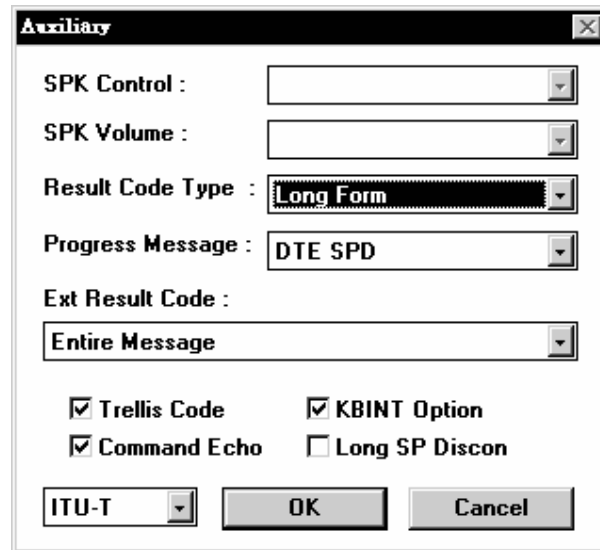 Auxiliary
SPK Control :
SPK Volume :
Result Code Type : Long Form
Progress Message : DTE SPD
Ext Result Code :
Entire Message
Trellis Code KBINT Option
Command Echo Long SP Discon
ITU-T OK Cancel